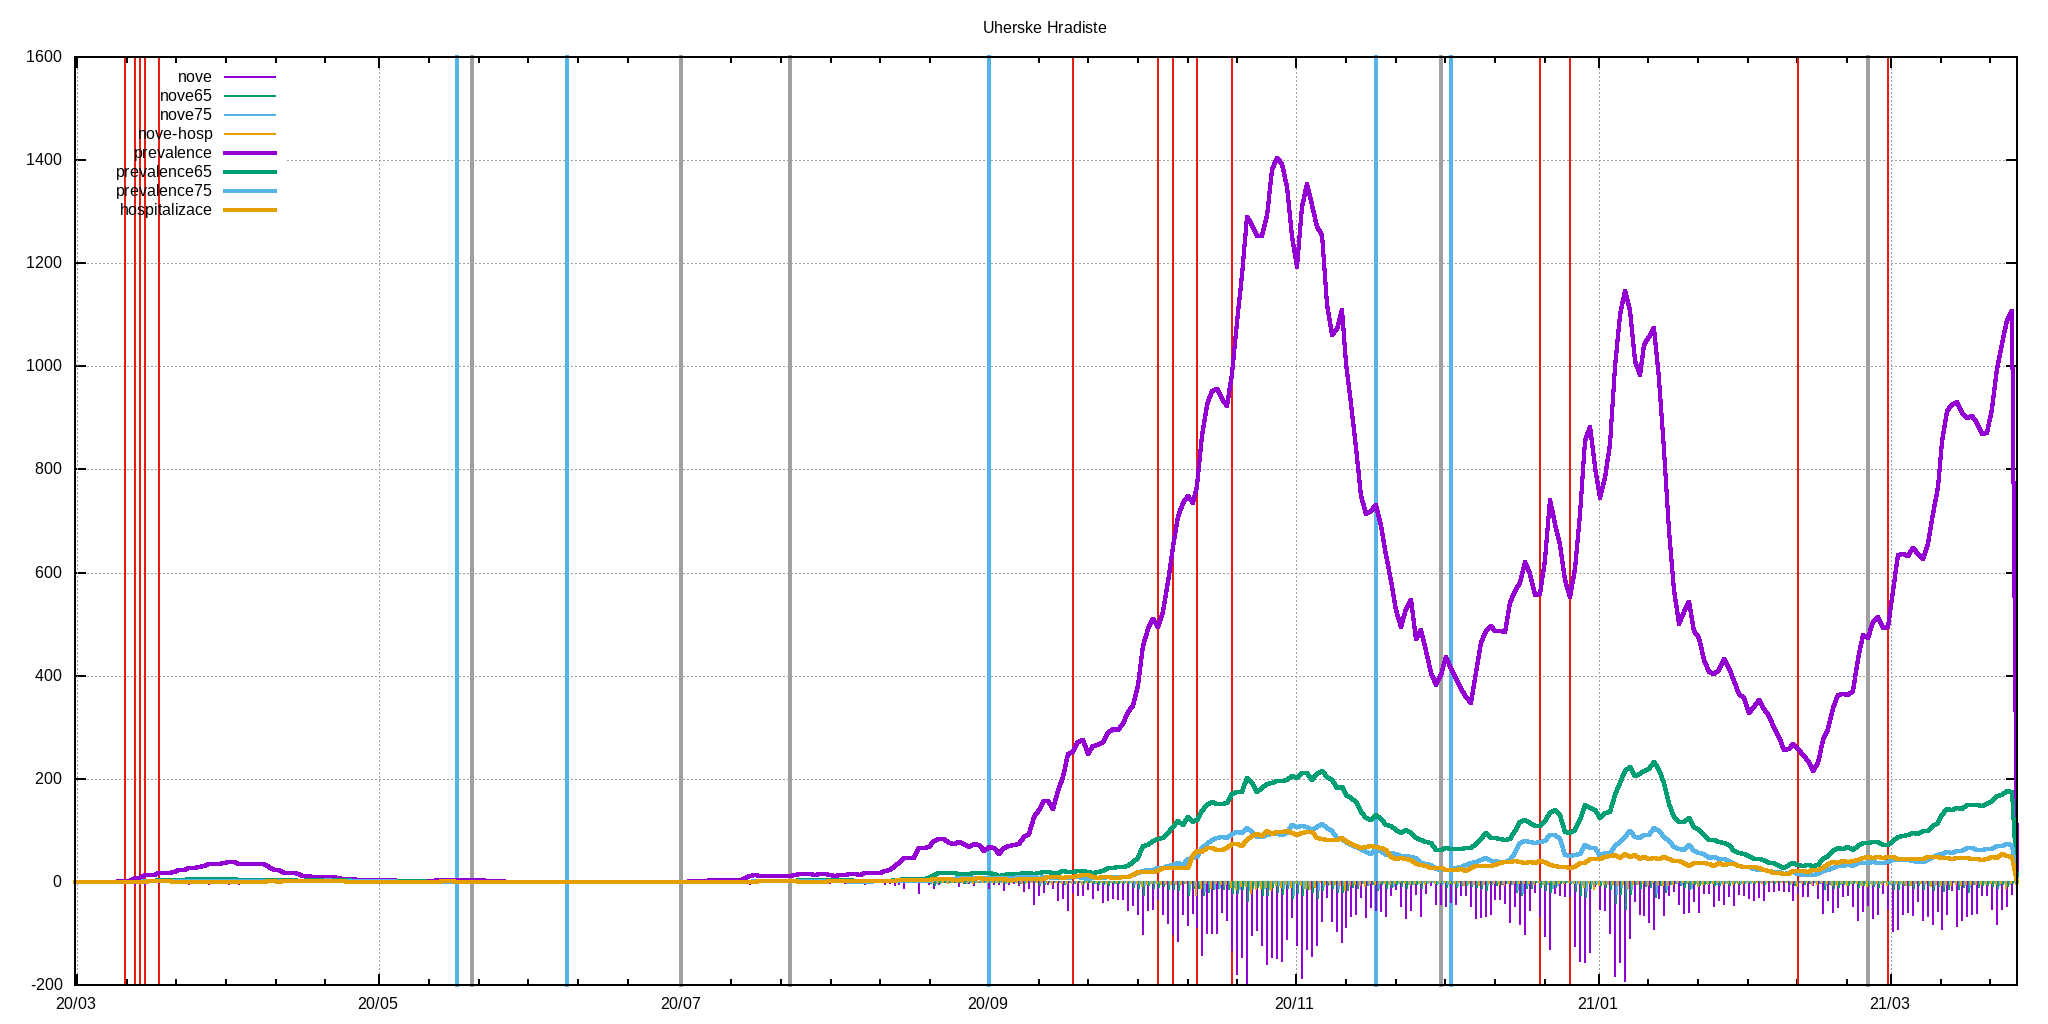 Uherske Hradiste
1600
1400
1200
1000
800
600
400
200
0
-200
nove
nove65
nove75
nove-hosp
prevalence
prevalence65
prevalence75
hospitalizace
20/03
20/05
20/07
20/09
20/11
21/01
21/03